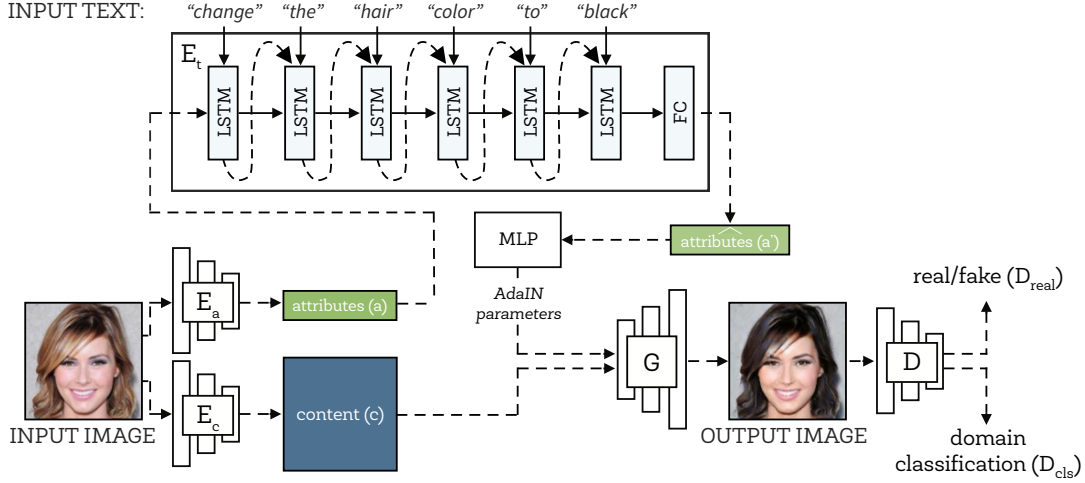 INPUT TEXT: "change" "the" "hair" "color" "to" "black"
E_t
LSTM LSTM LSTM LSTM LSTM LSTM FC
MLP
attributes (a')
AdaIN
parameters
E_a
attributes (a)
real/fake (D_real)
G
D
E_c
content (c)
INPUT IMAGE
OUTPUT IMAGE
domain
classification (D_cls)